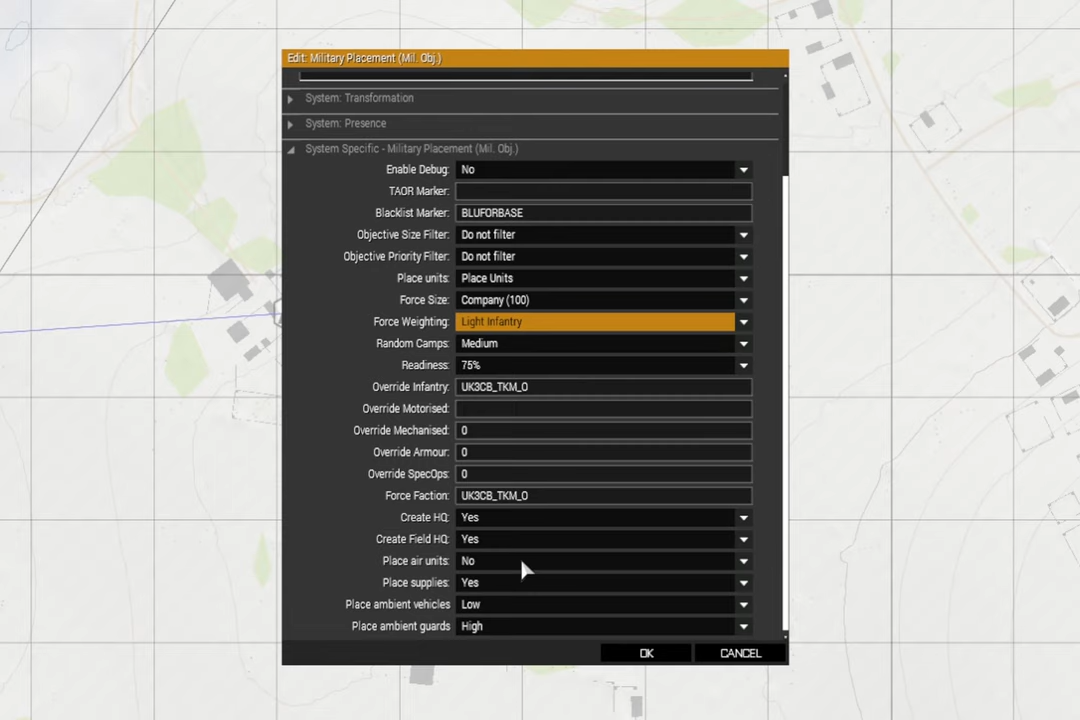 Edit: Military Placement (Mil. Obj.)
System: Transformation
System: Presence
System Specific - Military Placement (Mil. Obj.)
Enable Debug: No
TAOR Marker:
Blacklist Marker: BLUFORBASE
Objective Size Filter: Do not filter
Objective Priority Filter: Do not filter
Place units: Place Units
Force Size: Company (100)
Force Weighting: Light Infantry
Random Camps: Medium
Readiness: 75%
Override Infantry: UK3CB_TKM_O
Override Motorised:
Override Mechanised: 0
Override Armour: 0
Override SpecOps: 0
Force Faction: UK3CB_TKM_O
Create HQ: Yes
Create Field HQ: Yes
Place air units: No
Place supplies: Yes
Place ambient vehicles Low
Place ambient guards High
OK CANCEL